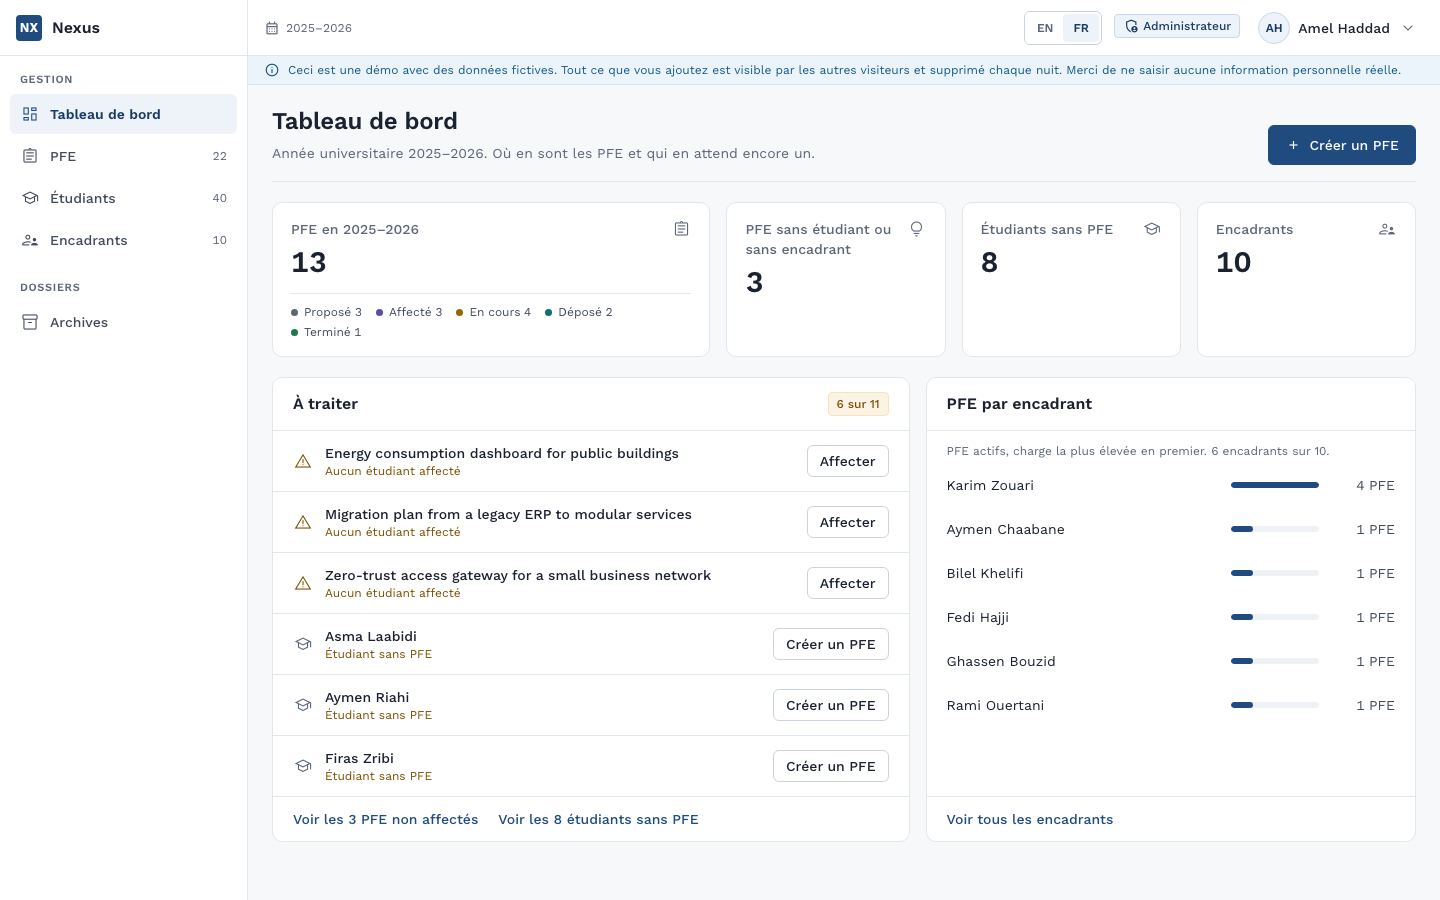 NX Nexus
2025–2026
EN FR
Administrateur
AH Amel Haddad
Ceci est une démo avec des données fictives. Tout ce que vous ajoutez est visible par les autres visiteurs et supprimé chaque nuit. Merci de ne saisir aucune information personnelle réelle.
GESTION
Tableau de bord
PFE 22
Étudiants 40
Encadrants 10
DOSSIERS
Archives
Tableau de bord
Année universitaire 2025–2026. Où en sont les PFE et qui en attend encore un.
+ Créer un PFE
PFE en 2025–2026
13
Proposé 3 Affecté 3 En cours 4 Déposé 2
Terminé 1
PFE sans étudiant ou
sans encadrant
3
Étudiants sans PFE
8
Encadrants
10
À traiter
6 sur 11
Energy consumption dashboard for public buildings
Aucun étudiant affecté
Affecter
Migration plan from a legacy ERP to modular services
Aucun étudiant affecté
Affecter
Zero-trust access gateway for a small business network
Aucun étudiant affecté
Affecter
Asma Laabidi
Étudiant sans PFE
Créer un PFE
Aymen Riahi
Étudiant sans PFE
Créer un PFE
Firas Zribi
Étudiant sans PFE
Créer un PFE
Voir les 3 PFE non affectés Voir les 8 étudiants sans PFE
PFE par encadrant
PFE actifs, charge la plus élevée en premier. 6 encadrants sur 10.
Karim Zouari 4 PFE
Aymen Chaabane 1 PFE
Bilel Khelifi 1 PFE
Fedi Hajji 1 PFE
Ghassen Bouzid 1 PFE
Rami Ouertani 1 PFE
Voir tous les encadrants